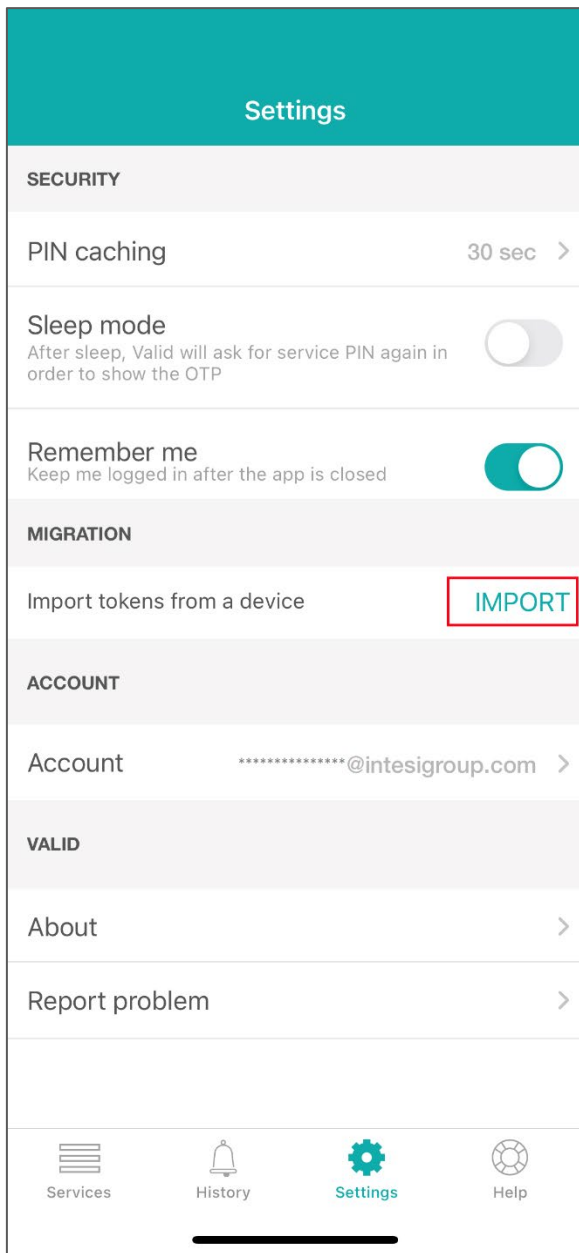 Settings
SECURITY
PIN caching 30 sec
Sleep mode
After sleep, Valid will ask for service PIN again in
order to show the OTP
Remember me
Keep me logged in after the app is closed
MIGRATION
Import tokens from a device IMPORT
ACCOUNT
Account ***************@intesigroup.com
VALID
About
Report problem
Services History Settings Help